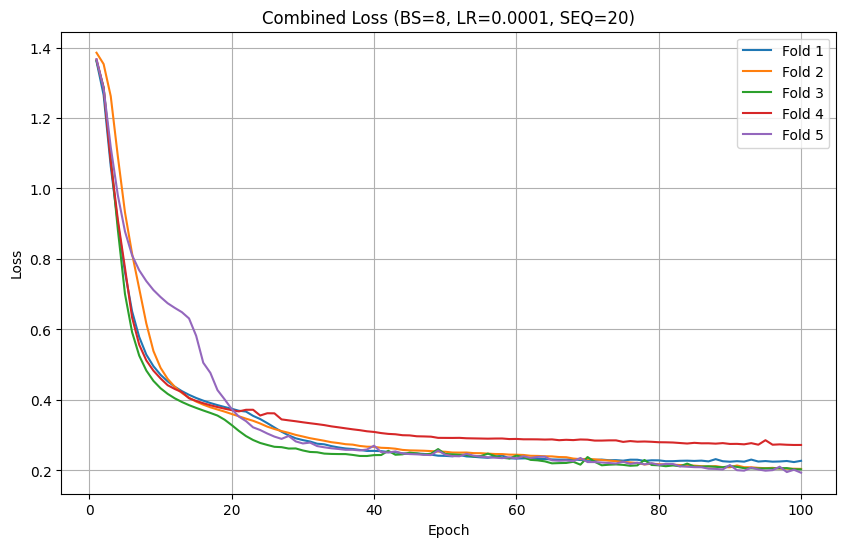 Combined Loss (BS=8, LR=0.0001, SEQ=20)
Fold 1
Fold 2
Fold 3
Fold 4
Fold 5
Loss
1.4
1.2
1.0
0.8
0.6
0.4
0.2
0 20 40 60 80 100
Epoch